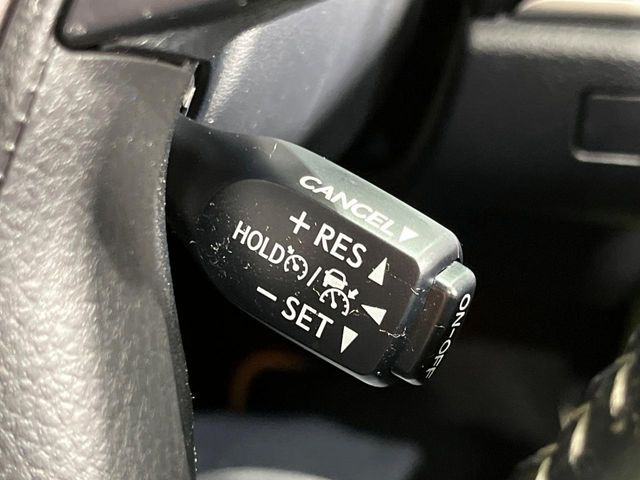 CANCEL▼
+ RES ▲
HOLD / ◀
− SET ▼
ON·OFF